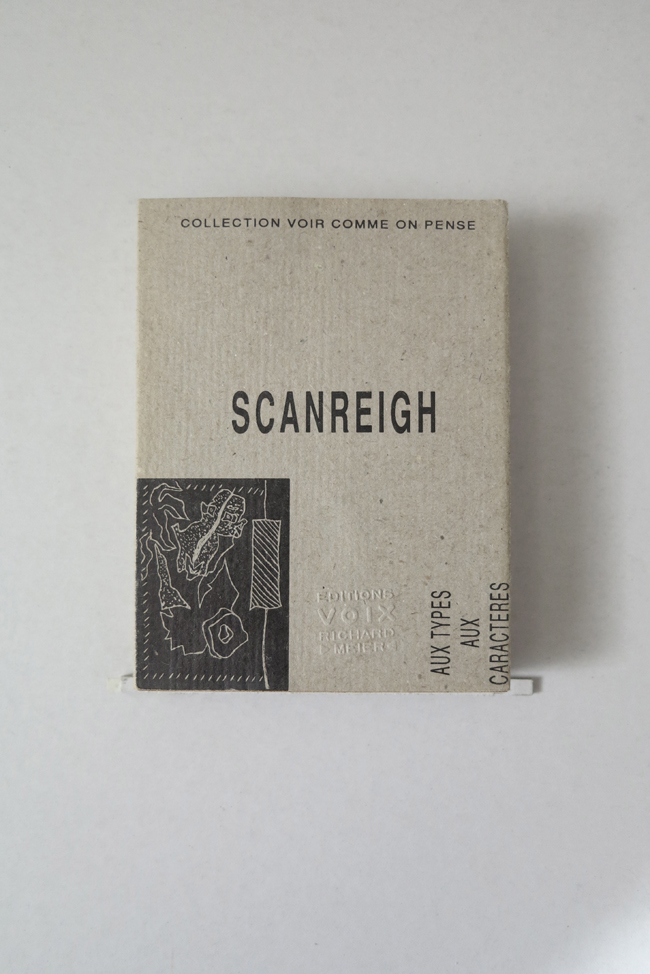 COLLECTION VOIR COMME ON PENSE
SCANREIGH
EDITIONS
VOIX
RICHARD
MEIER
AUX TYPES
AUX
CARACTERES